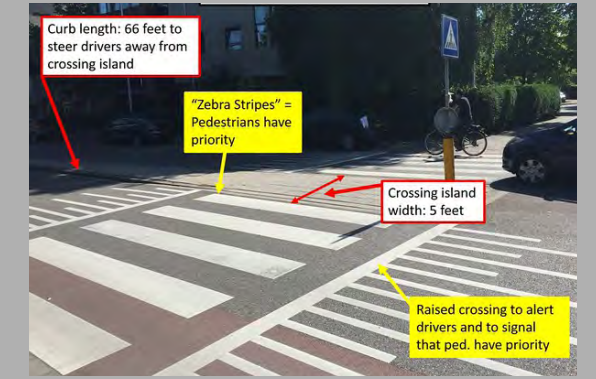 Curb length: 66 feet to
steer drivers away from
crossing island
"Zebra Stripes" =
Pedestrians have
priority
Crossing island
width: 5 feet
Raised crossing to alert
drivers and to signal
that ped. have priority